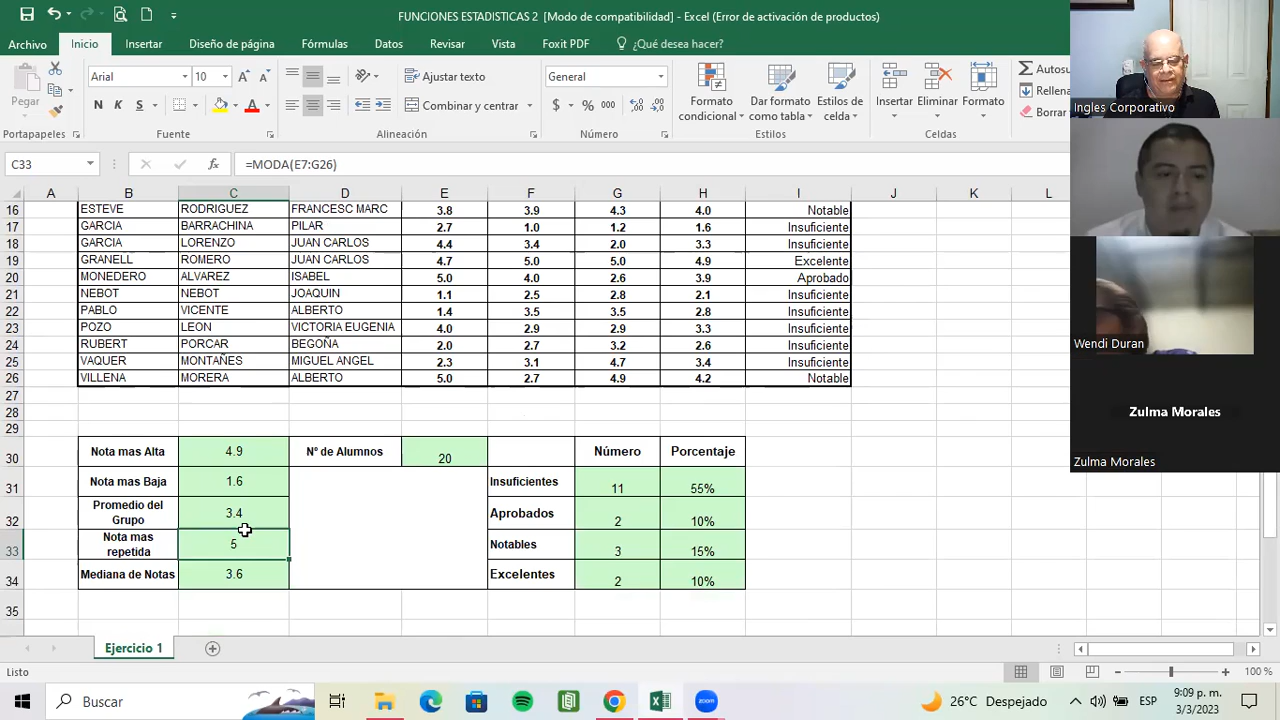 FUNCIONES ESTADISTICAS 2 [Modo de compatibilidad] - Excel (Error de activación de productos)
Archivo Inicio Insertar Diseño de página Fórmulas Datos Revisar Vista Foxit PDF ¿Qué desea hacer?
Pegar
Arial 10
N K S
Ajustar texto
Combinar y centrar
General
$ % 000
Formato condicional
Dar formato como tabla
Estilos de celda
Insertar Eliminar Formato
Autosu
Rellena
Borrar
Portapapeles Fuente Alineación Número Estilos Celdas
C33 fx =MODA(E7:G26)
A B C D E F G H I J K L
16 ESTEVE RODRIGUEZ FRANCESC MARC 3.8 3.9 4.3 4.0 Notable
17 GARCIA BARRACHINA PILAR 2.7 1.0 1.2 1.6 Insuficiente
18 GARCIA LORENZO JUAN CARLOS 4.4 3.4 2.0 3.3 Insuficiente
19 GRANELL ROMERO JUAN CARLOS 4.7 5.0 5.0 4.9 Excelente
20 MONEDERO ALVAREZ ISABEL 5.0 4.0 2.6 3.9 Aprobado
21 NEBOT NEBOT JOAQUIN 1.1 2.5 2.8 2.1 Insuficiente
22 PABLO VICENTE ALBERTO 1.4 3.5 3.5 2.8 Insuficiente
23 POZO LEON VICTORIA EUGENIA 4.0 2.9 2.9 3.3 Insuficiente
24 RUBERT PORCAR BEGOÑA 2.0 2.7 3.2 2.6 Insuficiente
25 VAQUER MONTAÑES MIGUEL ANGEL 2.3 3.1 4.7 3.4 Insuficiente
26 VILLENA MORERA ALBERTO 5.0 2.7 4.9 4.2 Notable
27
28
29
30 Nota mas Alta 4.9 Nº de Alumnos 20 Número Porcentaje
31 Nota mas Baja 1.6 Insuficientes 11 55%
32 Promedio del Grupo 3.4 Aprobados 2 10%
33 Nota mas repetida 5 Notables 3 15%
34 Mediana de Notas 3.6 Excelentes 2 10%
35
Ejercicio 1
Listo
100 %
Buscar
26°C Despejado
ESP
9:09 p. m.
3/3/2023
Ingles Corporativo
Wendi Duran
Zulma Morales
Zulma Morales